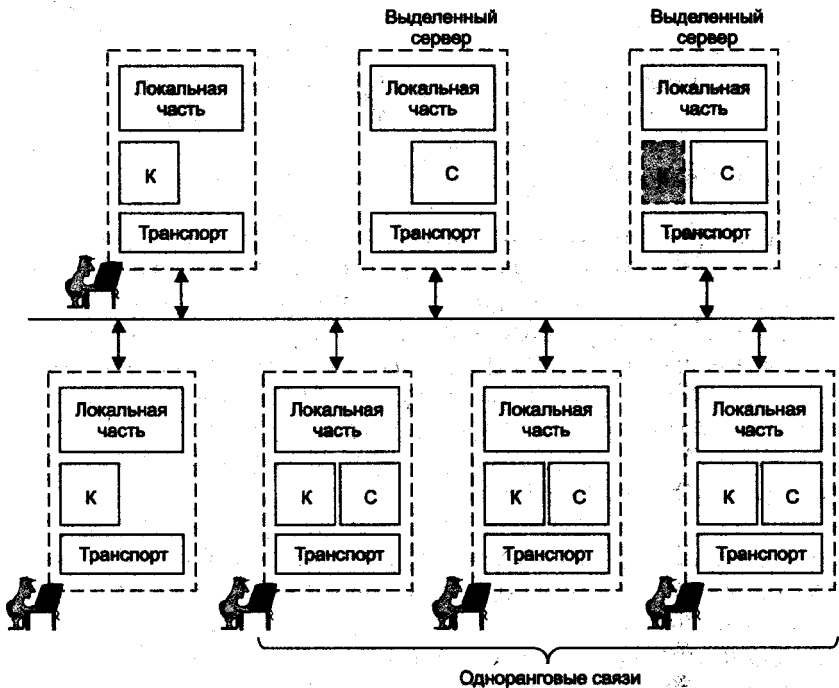 Выделенный
сервер
Выделенный
сервер
Локальная
часть
К
Транспорт
Локальная
часть
С
Транспорт
Локальная
часть
К
С
Транспорт
Локальная
часть
К
Транспорт
Локальная
часть
К
С
Транспорт
Локальная
часть
К
С
Транспорт
Локальная
часть
К
С
Транспорт
Одноранговые связи